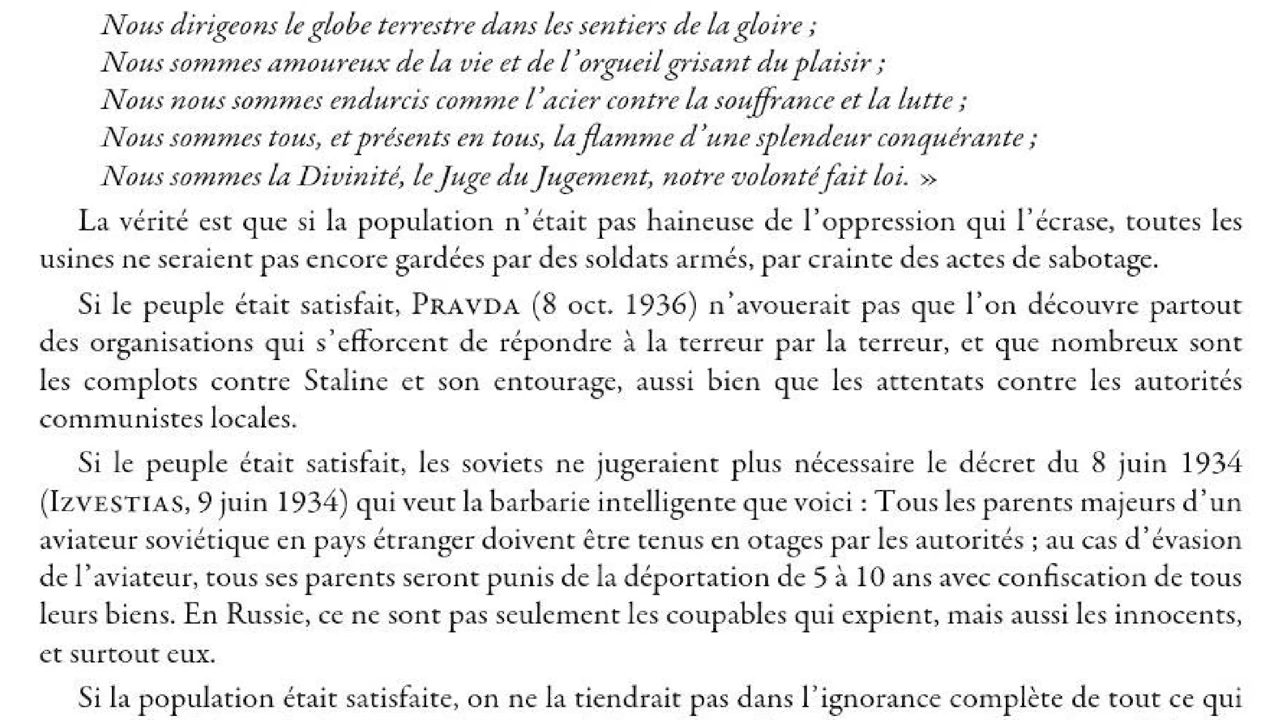 Nous dirigeons le globe terrestre dans les sentiers de la gloire ;
Nous sommes amoureux de la vie et de l’orgueil grisant du plaisir ;
Nous nous sommes endurcis comme l’acier contre la souffrance et la lutte ;
Nous sommes tous, et présents en tous, la flamme d’une splendeur conquérante ;
Nous sommes la Divinité, le Juge du Jugement, notre volonté fait loi. »
La vérité est que si la population n’était pas haineuse de l’oppression qui l’écrase, toutes les
usines ne seraient pas encore gardées par des soldats armés, par crainte des actes de sabotage.
Si le peuple était satisfait, PRAVDA (8 oct. 1936) n’avouerait pas que l’on découvre partout
des organisations qui s’efforcent de répondre à la terreur par la terreur, et que nombreux sont
les complots contre Staline et son entourage, aussi bien que les attentats contre les autorités
communistes locales.
Si le peuple était satisfait, les soviets ne jugeraient plus nécessaire le décret du 8 juin 1934
(IZVESTIAS, 9 juin 1934) qui veut la barbarie intelligente que voici : Tous les parents majeurs d’un
aviateur soviétique en pays étranger doivent être tenus en otages par les autorités ; au cas d’évasion
de l’aviateur, tous ses parents seront punis de la déportation de 5 à 10 ans avec confiscation de tous
leurs biens. En Russie, ce ne sont pas seulement les coupables qui expient, mais aussi les innocents,
et surtout eux.
Si la population était satisfaite, on ne la tiendrait pas dans l’ignorance complète de tout ce qui